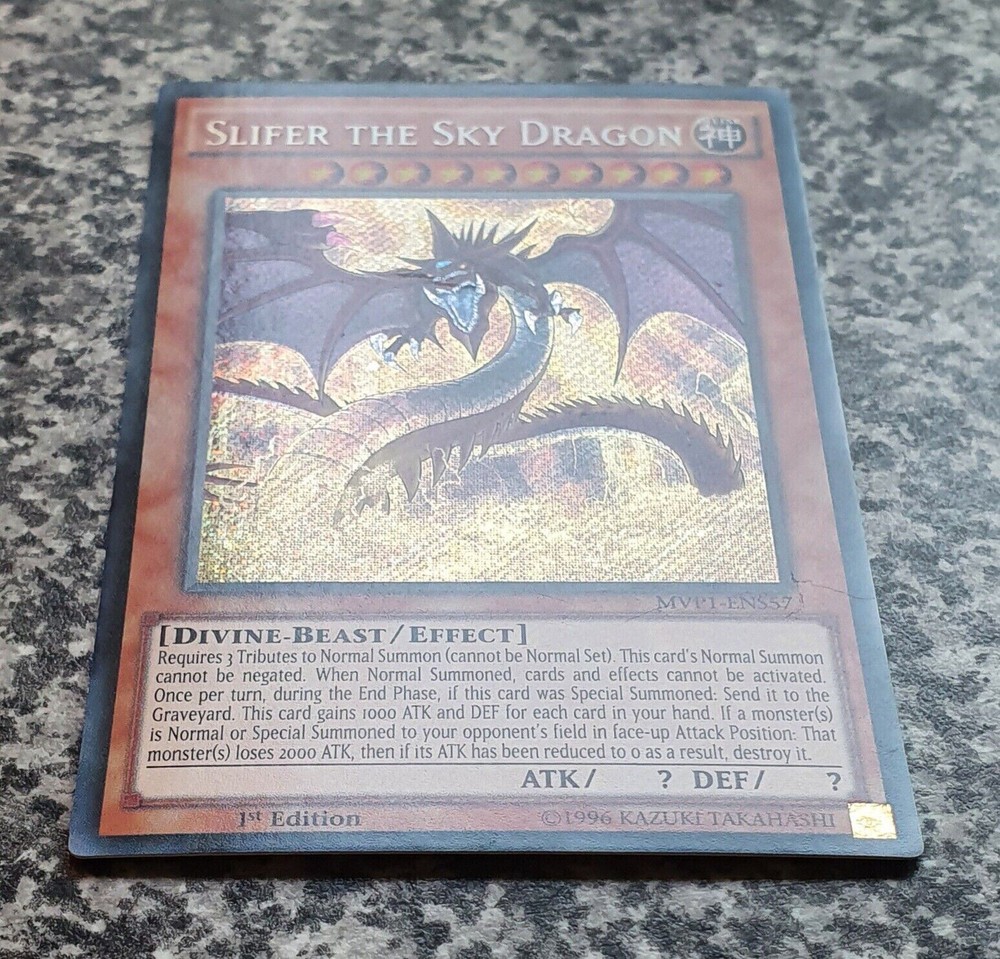 SLIFER THE SKY DRAGON 神
MVP1-ENS57
[DIVINE-BEAST/EFFECT]
Requires 3 Tributes to Normal Summon (cannot be Normal Set). This card's Normal Summon
cannot be negated. When Normal Summoned, cards and effects cannot be activated.
Once per turn, during the End Phase, if this card was Special Summoned: Send it to the
Graveyard. This card gains 1000 ATK and DEF for each card in your hand. If a monster(s)
is Normal or Special Summoned to your opponent's field in face-up Attack Position: That
monster(s) loses 2000 ATK, then if its ATK has been reduced to 0 as a result, destroy it.
ATK/ ? DEF/ ?
1st Edition ©1996 KAZUKI TAKAHASHI